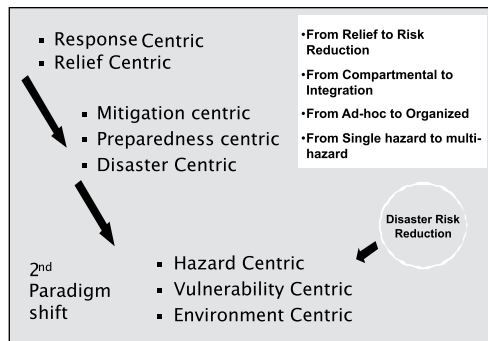 ▪ Response Centric
▪ Relief Centric
•From Relief to Risk
Reduction
•From Compartmental to
Integration
•From Ad-hoc to Organized
•From Single hazard to multi-
hazard
▪ Mitigation centric
▪ Preparedness centric
▪ Disaster Centric
Disaster Risk
Reduction
2nd
Paradigm
shift
▪ Hazard Centric
▪ Vulnerability Centric
▪ Environment Centric